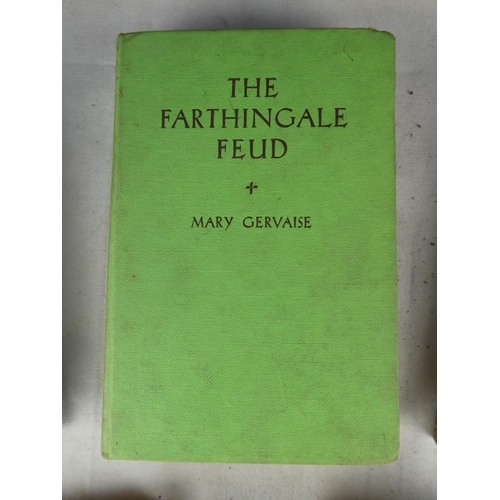 THE
FARTHINGALE
FEUD
+
MARY GERVAISE